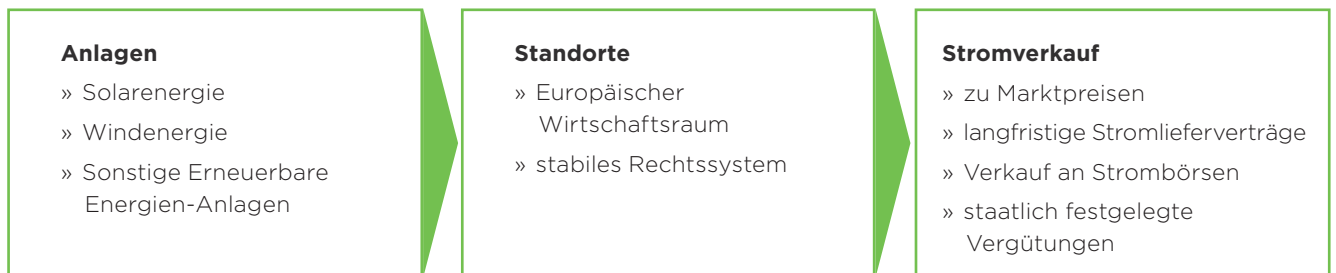 Anlagen
» Solarenergie
» Windenergie
» Sonstige Erneuerbare
Energien-Anlagen
Standorte
» Europäischer
Wirtschaftsraum
» stabiles Rechtssystem
Stromverkauf
» zu Marktpreisen
» langfristige Stromlieferverträge
» Verkauf an Strombörsen
» staatlich festgelegte
Vergütungen